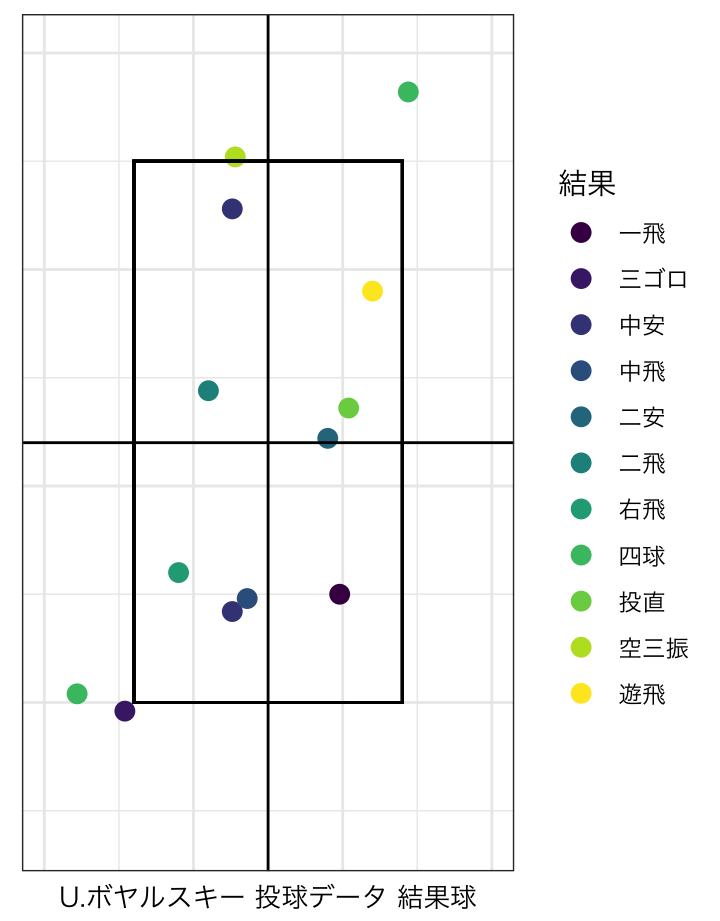 結果
一飛
三ゴロ
中安
中飛
二安
二飛
右飛
四球
投直
空三振
遊飛
U.ボヤルスキー 投球データ 結果球